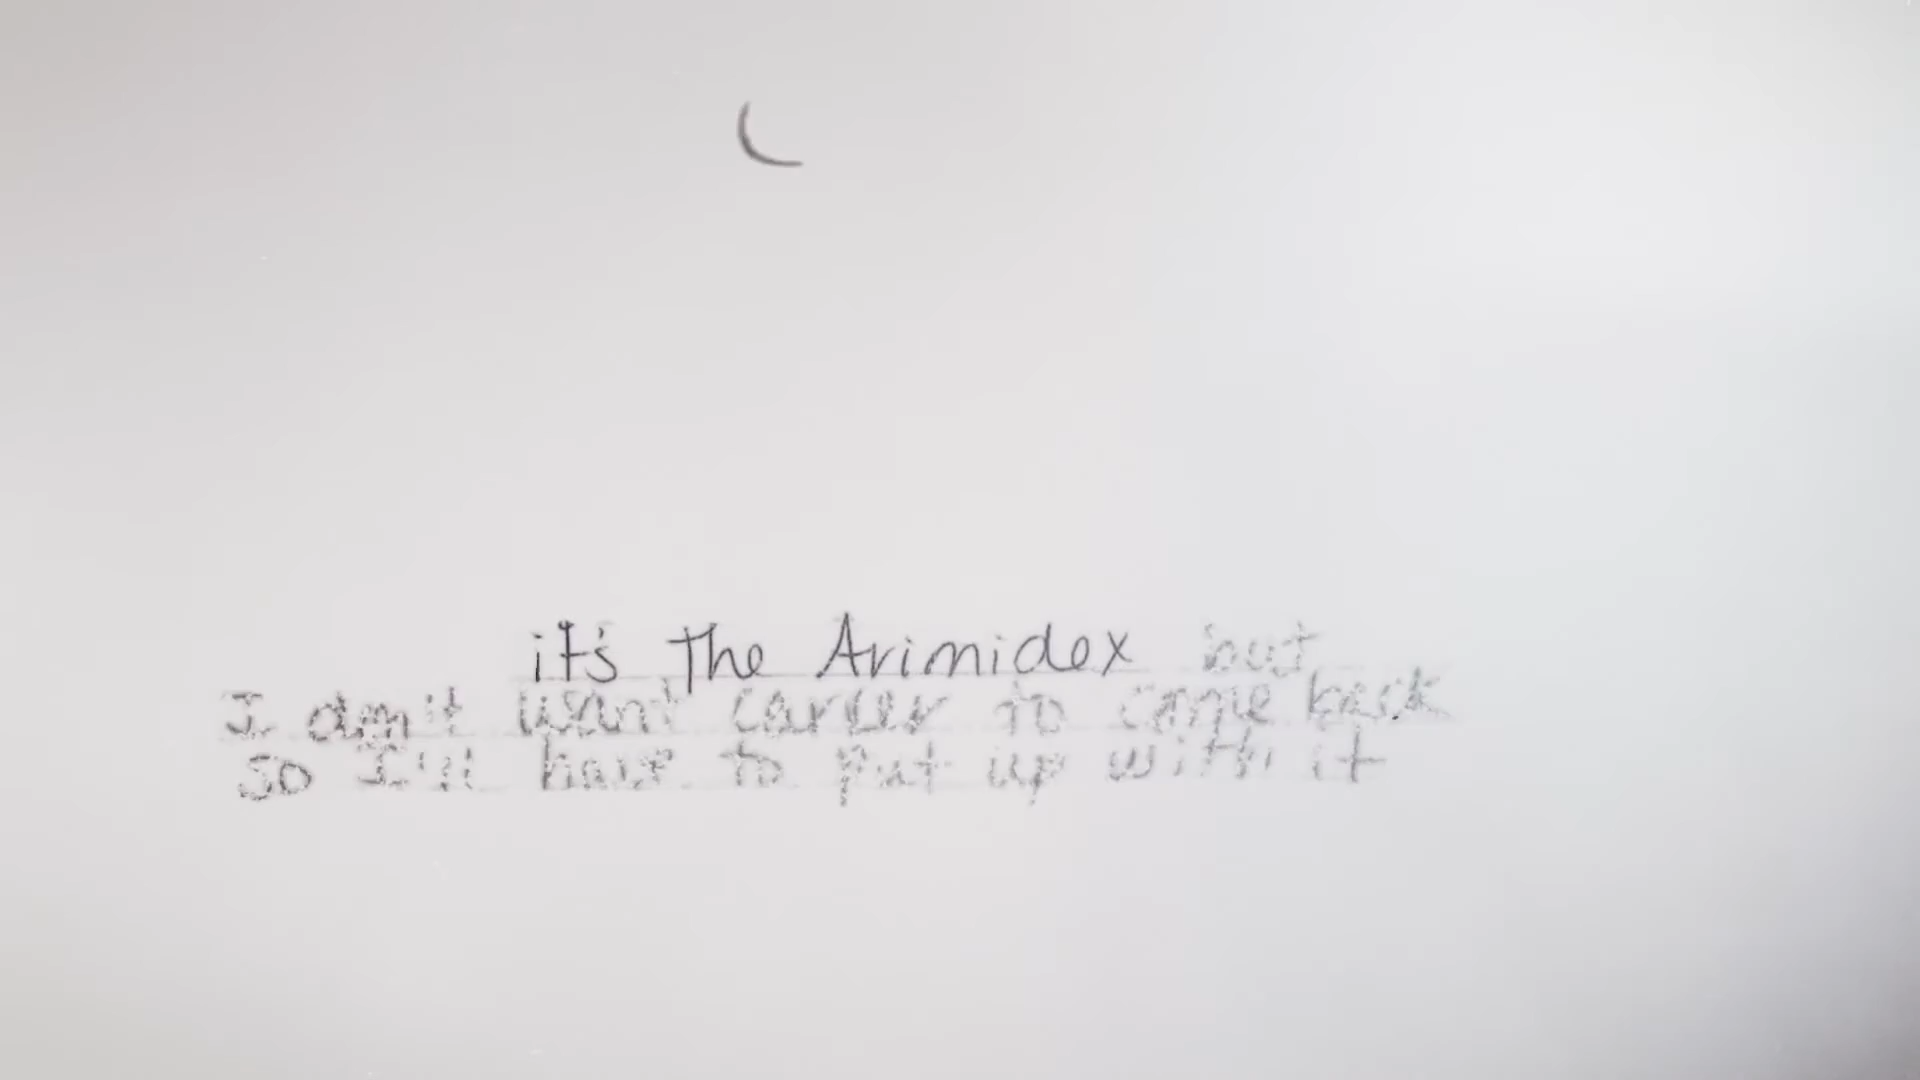 it's the Arimidex but
I don't want cancer to come back
so I'll have to put up with it